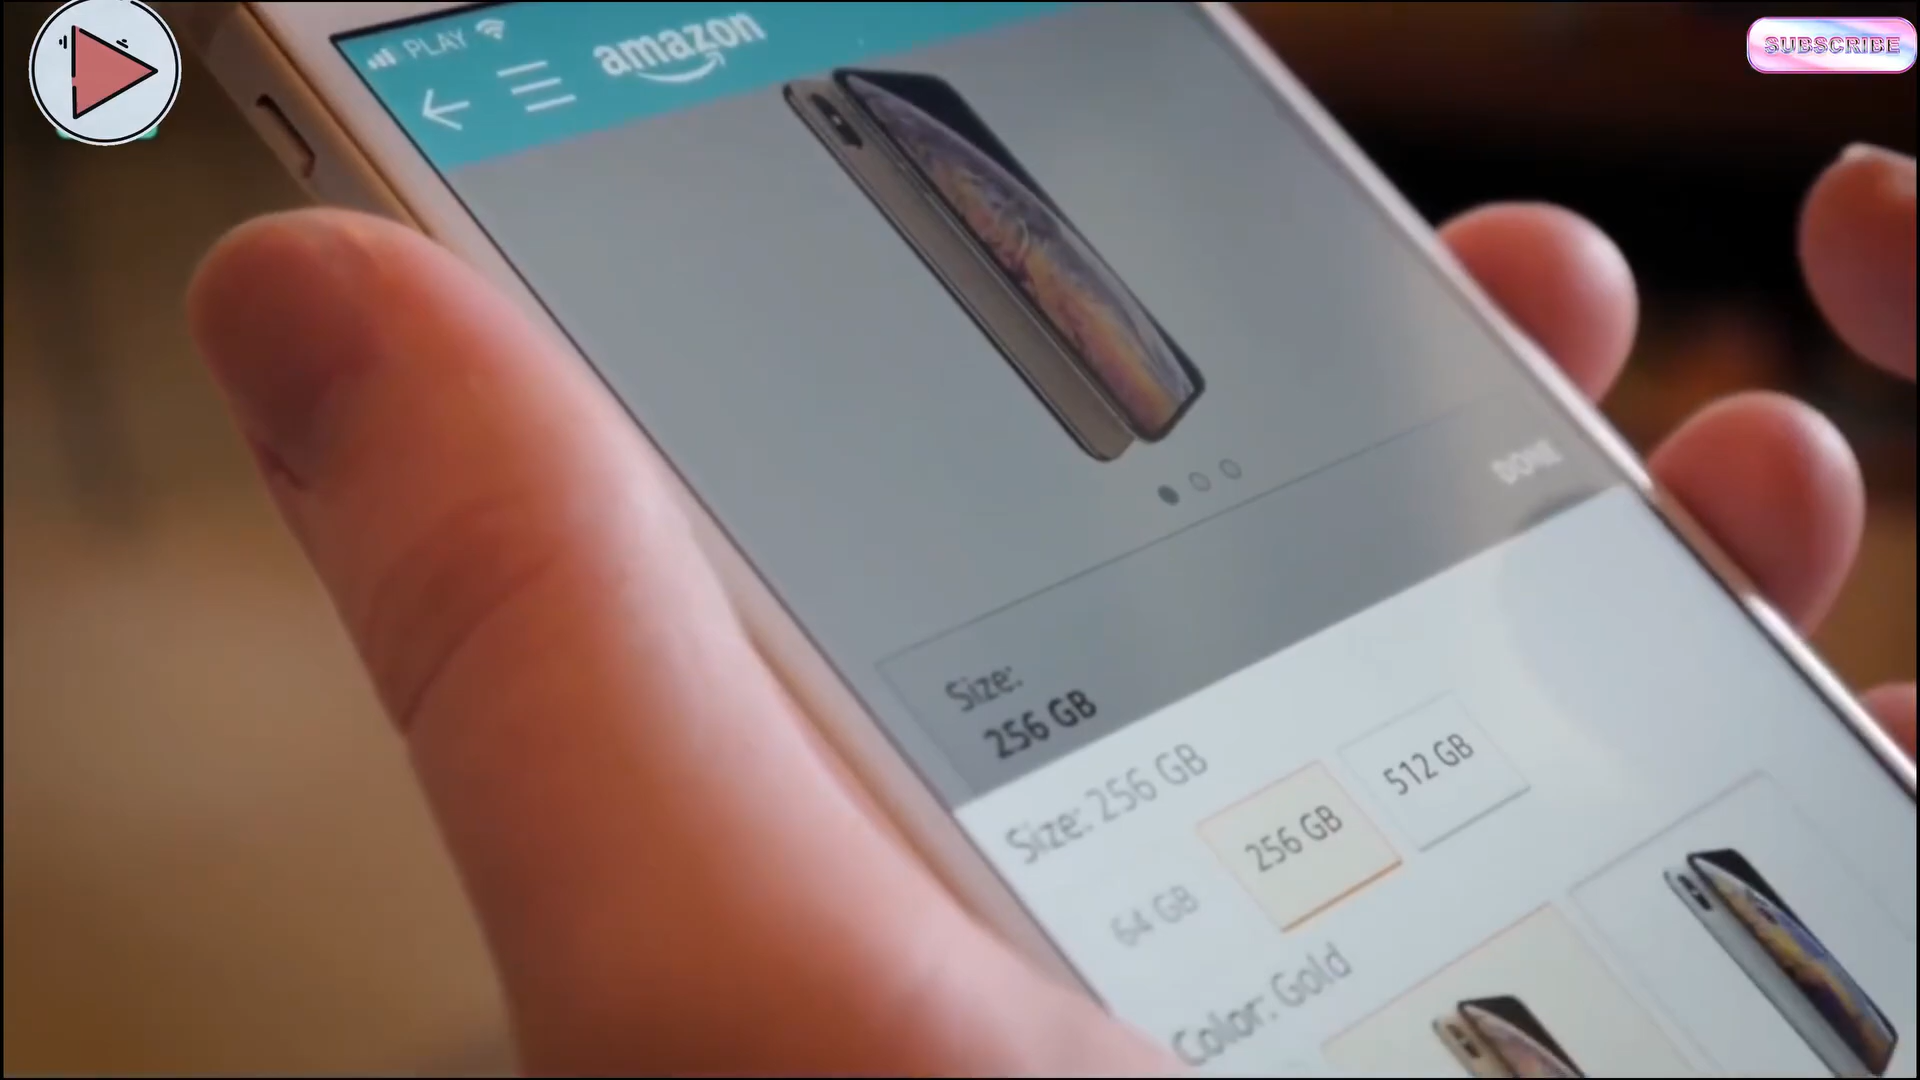 PLAY
amazon
SUBSCRIBE
DONE
Size:
256 GB
Size: 256 GB
64 GB
256 GB
512 GB
Color: Gold